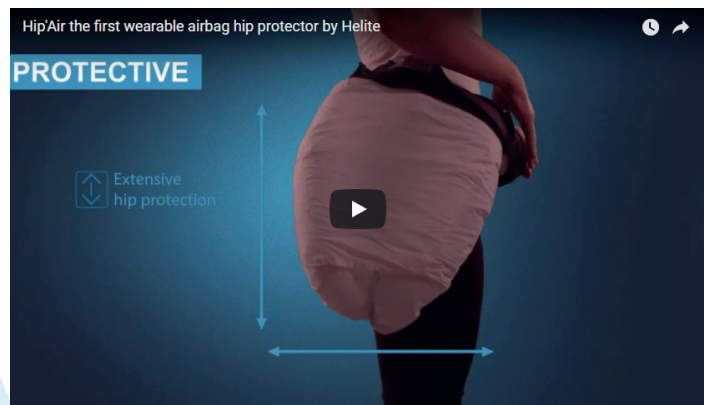 Hip'Air the first wearable airbag hip protector by Helite
PROTECTIVE
Extensive
hip protection